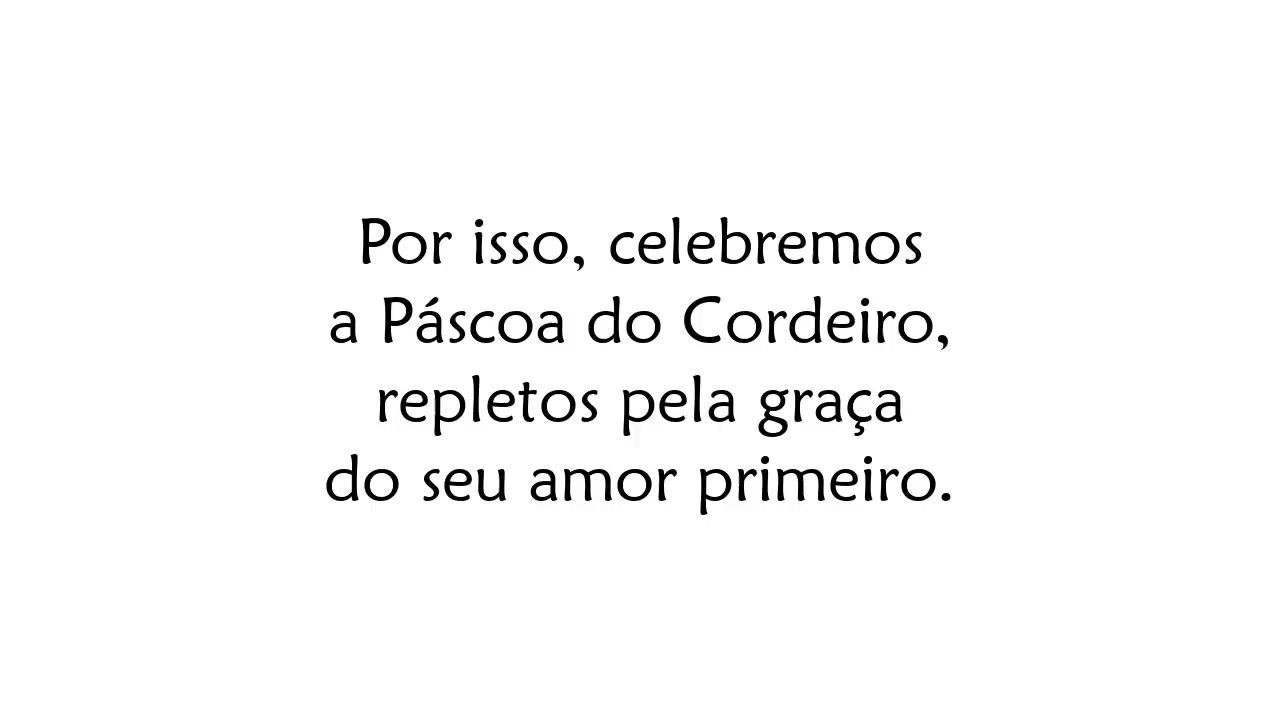 Por isso, celebremos
a Páscoa do Cordeiro,
repletos pela graça
do seu amor primeiro.